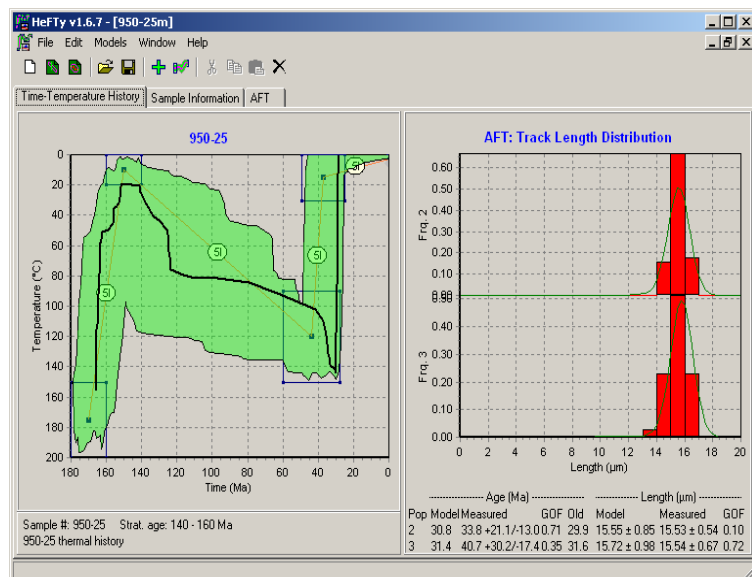 HeFTy v1.6.7 - [950-25m]
File Edit Models Window Help
Time-Temperature History Sample Information AFT
950-25
Temperature (°C)
0
20
40
60
80
100
120
140
160
180
200
5l
5l
5l
5l
180 160 140 120 100 80 60 40 20 0
Time (Ma)
Sample #: 950-25 Strat. age: 140 - 160 Ma
950-25 thermal history
AFT: Track Length Distribution
Frq. 2
0.60
0.50
0.40
0.30
0.20
0.10
Frq. 3
0.40
0.30
0.20
0.10
0.00
0 2 4 6 8 10 12 14 16 18 20
Length (µm)
---------- Age (Ma) ---------- ---------- Length (µm) ----------
Pop Model Measured GOF Old Model Measured GOF
2 30.8 33.8 +21.1/-13.0 0.71 29.9 15.55 ± 0.85 15.53 ± 0.54 0.10
3 31.4 40.7 +30.2/-17.4 0.35 31.6 15.72 ± 0.98 15.54 ± 0.67 0.72